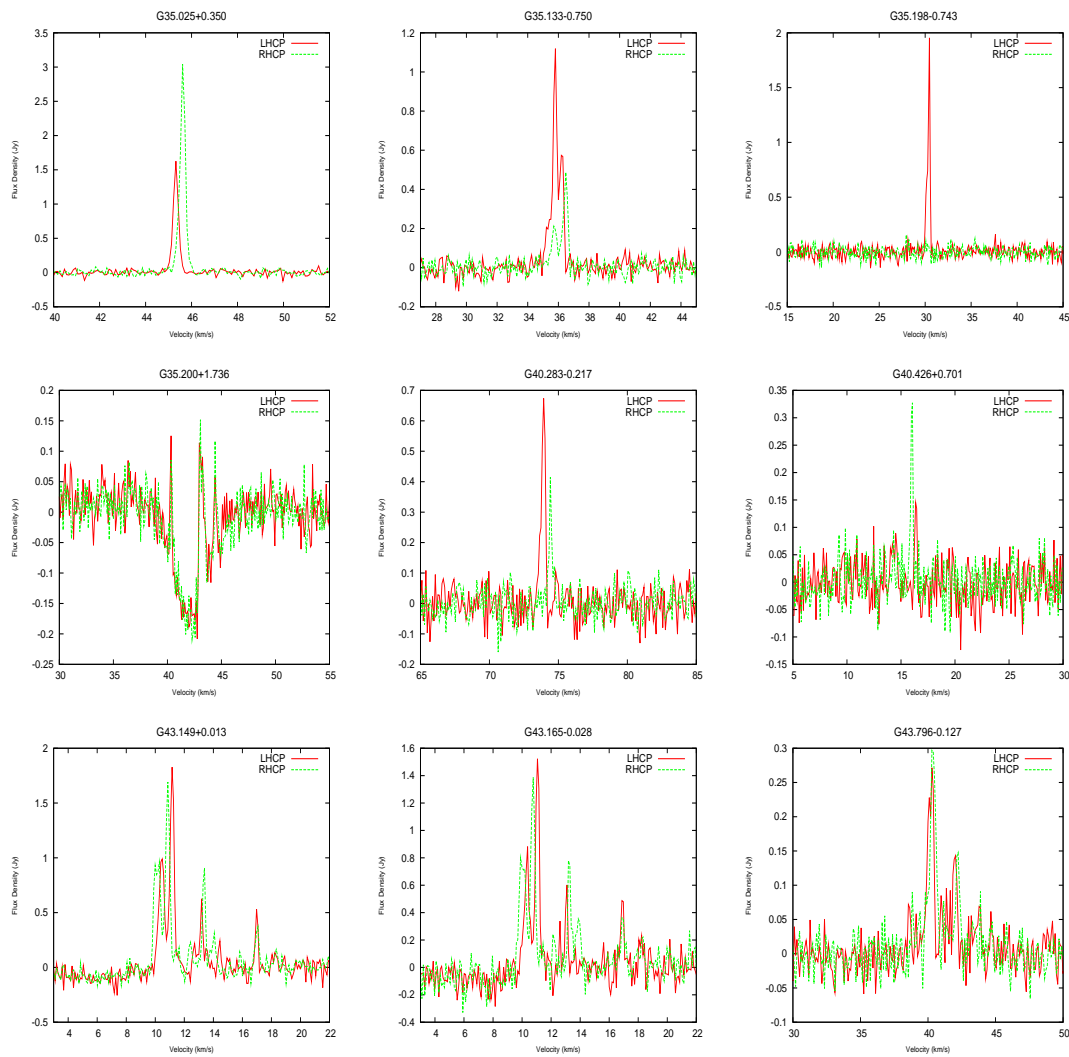 G35.025+0.350
LHCP
RHCP
Flux Density (Jy)
3.5
3
2.5
2
1.5
1
0.5
0
-0.5
40 42 44 46 48 50 52
Velocity (km/s)
G35.133-0.750
LHCP
RHCP
Flux Density (Jy)
1.2
1
0.8
0.6
0.4
0.2
0
-0.2
28 30 32 34 36 38 40 42 44
Velocity (km/s)
G35.198-0.743
LHCP
RHCP
Flux Density (Jy)
2
1.5
1
0.5
0
-0.5
15 20 25 30 35 40 45
Velocity (km/s)
G35.200+1.736
LHCP
RHCP
Flux Density (Jy)
0.2
0.15
0.1
0.05
0
-0.05
-0.1
-0.15
-0.2
-0.25
30 35 40 45 50 55
Velocity (km/s)
G40.283-0.217
LHCP
RHCP
Flux Density (Jy)
0.7
0.6
0.5
0.4
0.3
0.2
0.1
0
-0.1
-0.2
65 70 75 80 85
Velocity (km/s)
G40.426+0.701
LHCP
RHCP
Flux Density (Jy)
0.35
0.3
0.25
0.2
0.15
0.1
0.05
0
-0.05
-0.1
-0.15
5 10 15 20 25 30
Velocity (km/s)
G43.149+0.013
LHCP
RHCP
Flux Density (Jy)
2
1.5
1
0.5
0
-0.5
4 6 8 10 12 14 16 18 20 22
Velocity (km/s)
G43.165-0.028
LHCP
RHCP
Flux Density (Jy)
1.6
1.4
1.2
1
0.8
0.6
0.4
0.2
0
-0.2
-0.4
4 6 8 10 12 14 16 18 20 22
Velocity (km/s)
G43.796-0.127
LHCP
RHCP
Flux Density (Jy)
0.3
0.25
0.2
0.15
0.1
0.05
0
0.05
0.1
30 35 40 45 50
Velocity (km/s)